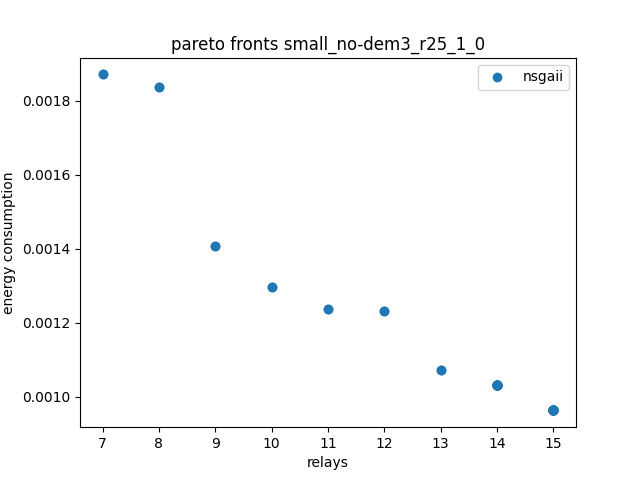 pareto fronts small_no-dem3_r25_1_0
nsgaii
energy consumption
0.0018
0.0016
0.0014
0.0012
0.0010
7 8 9 10 11 12 13 14 15
relays